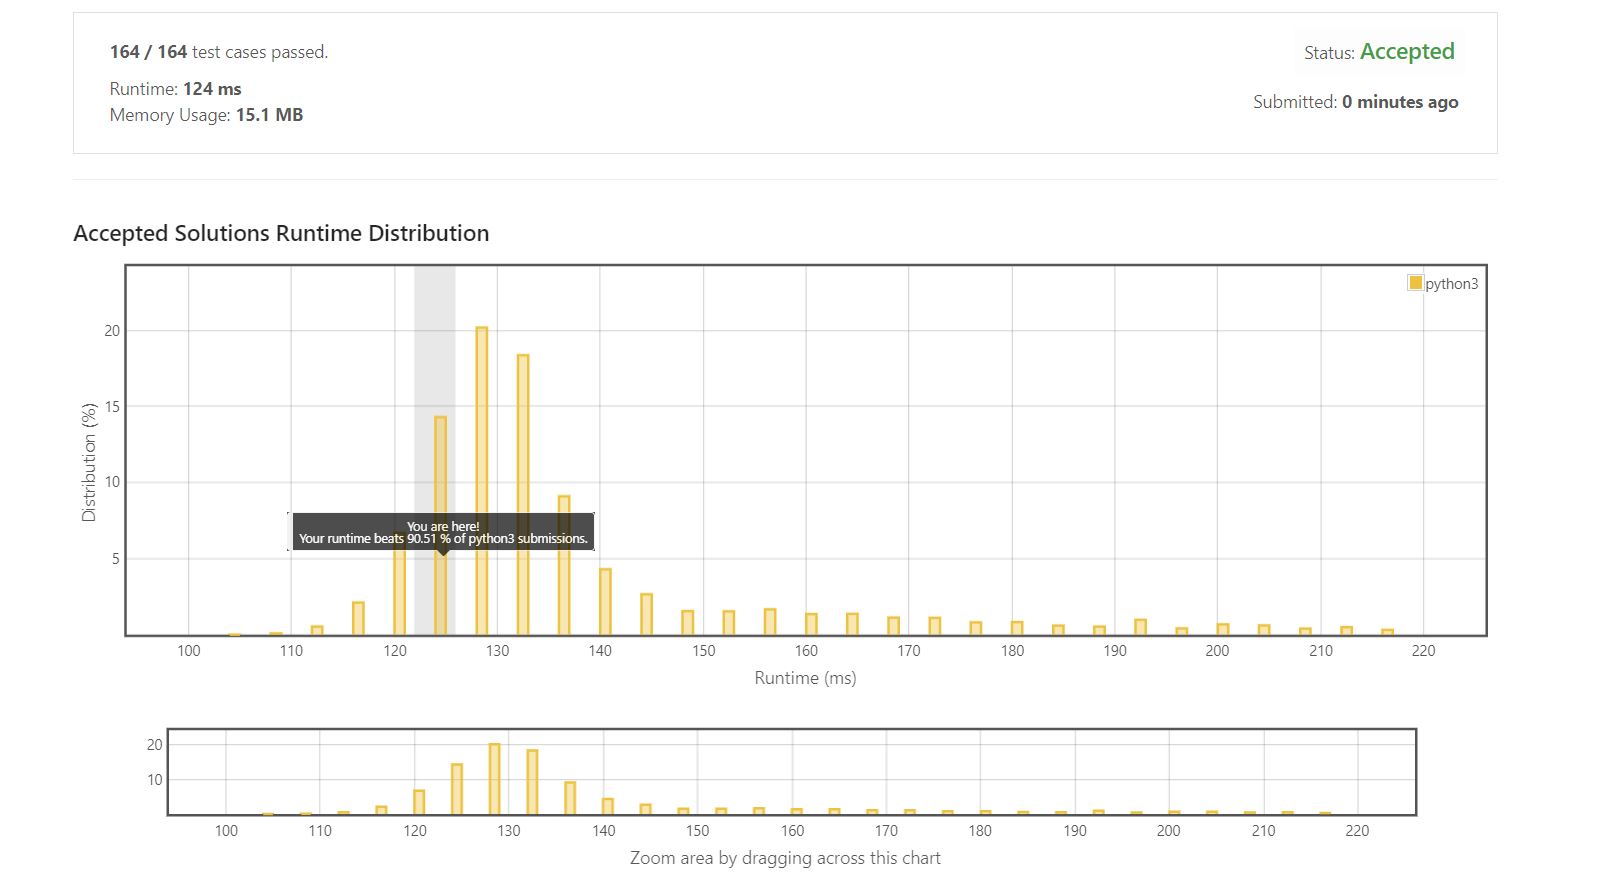 164 / 164 test cases passed.
Status: Accepted
Runtime: 124 ms
Submitted: 0 minutes ago
Memory Usage: 15.1 MB
Accepted Solutions Runtime Distribution
python3
20
15
10
5
Distribution (%)
You are here!
Your runtime beats 90.51 % of python3 submissions.
100 110 120 130 140 150 160 170 180 190 200 210 220
Runtime (ms)
20
10
100 110 120 130 140 150 160 170 180 190 200 210 220
Zoom area by dragging across this chart